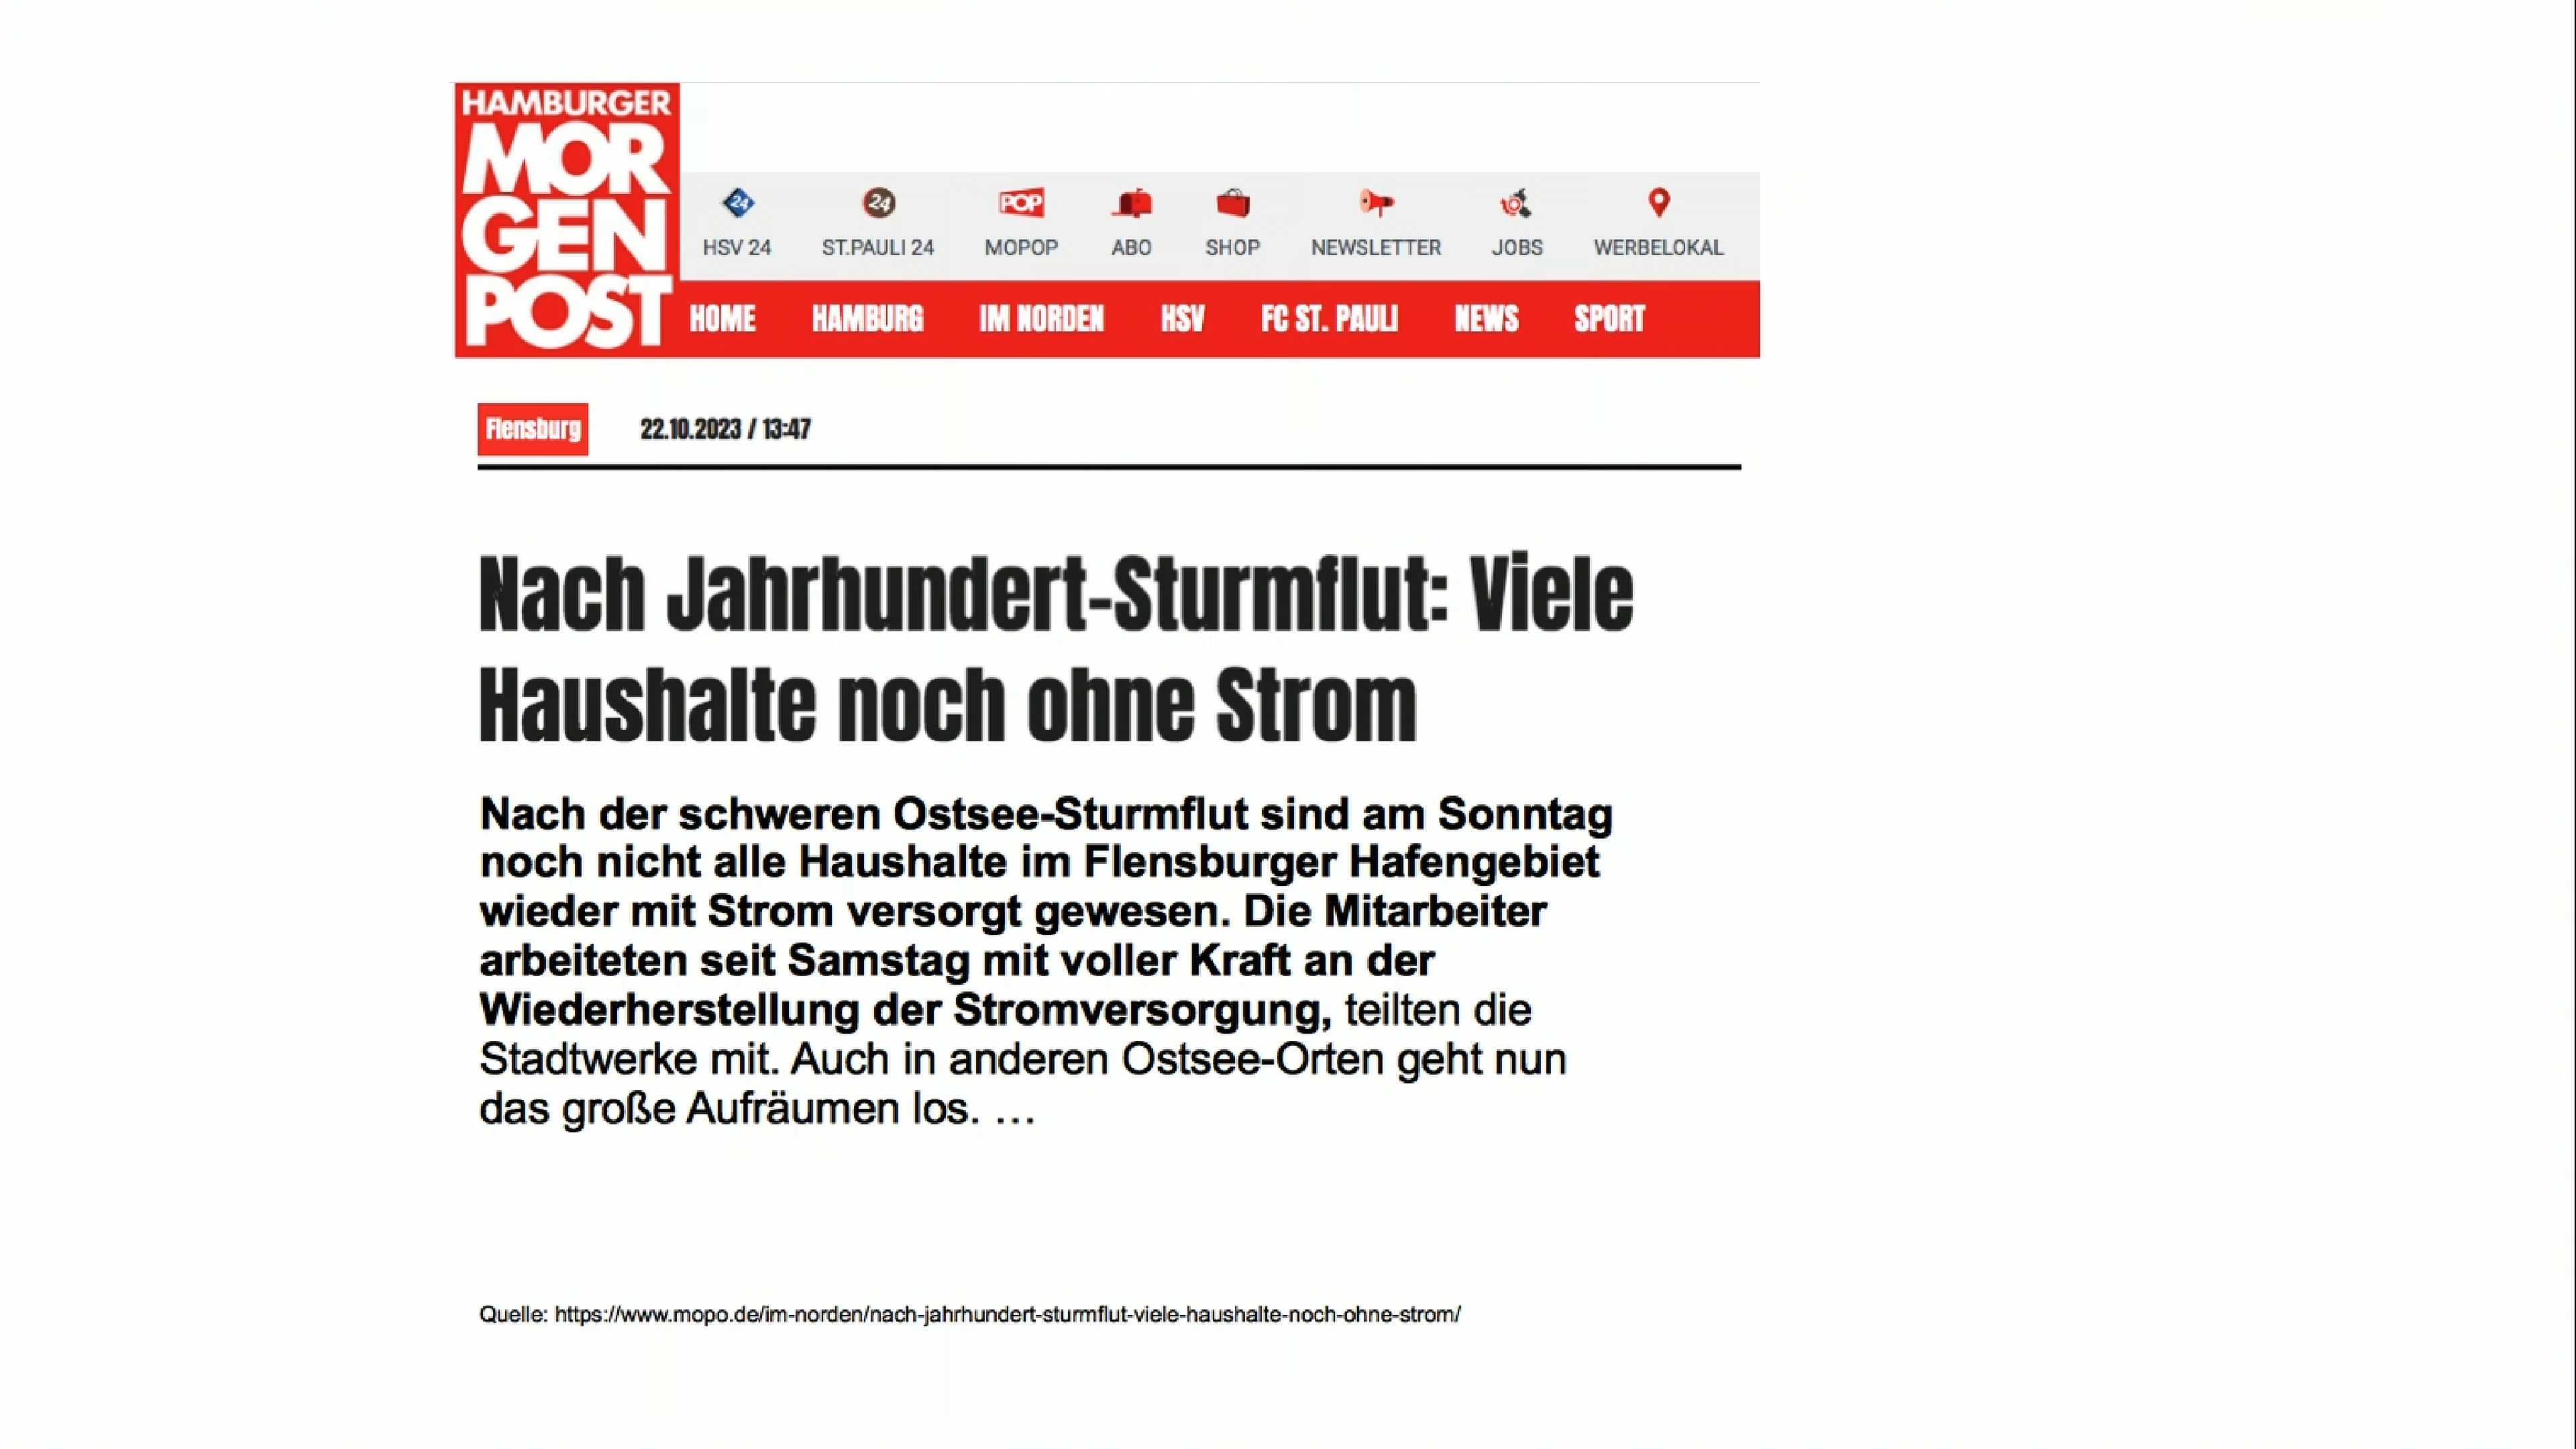 HAMBURGER
MOR
GEN
POST
24
24
POP
HSV 24
ST.PAULI 24
MOPOP
ABO
SHOP
NEWSLETTER
JOBS
WERBELOKAL
HOME
HAMBURG
IM NORDEN
HSV
FC ST. PAULI
NEWS
SPORT
Flensburg
22.10.2023 / 13:47
Nach Jahrhundert-Sturmflut: Viele
Haushalte noch ohne Strom
Nach der schweren Ostsee-Sturmflut sind am Sonntag
noch nicht alle Haushalte im Flensburger Hafengebiet
wieder mit Strom versorgt gewesen. Die Mitarbeiter
arbeiteten seit Samstag mit voller Kraft an der
Wiederherstellung der Stromversorgung, teilten die
Stadtwerke mit. Auch in anderen Ostsee-Orten geht nun
das große Aufräumen los. …
Quelle: https://www.mopo.de/im-norden/nach-jahrhundert-sturmflut-viele-haushalte-noch-ohne-strom/